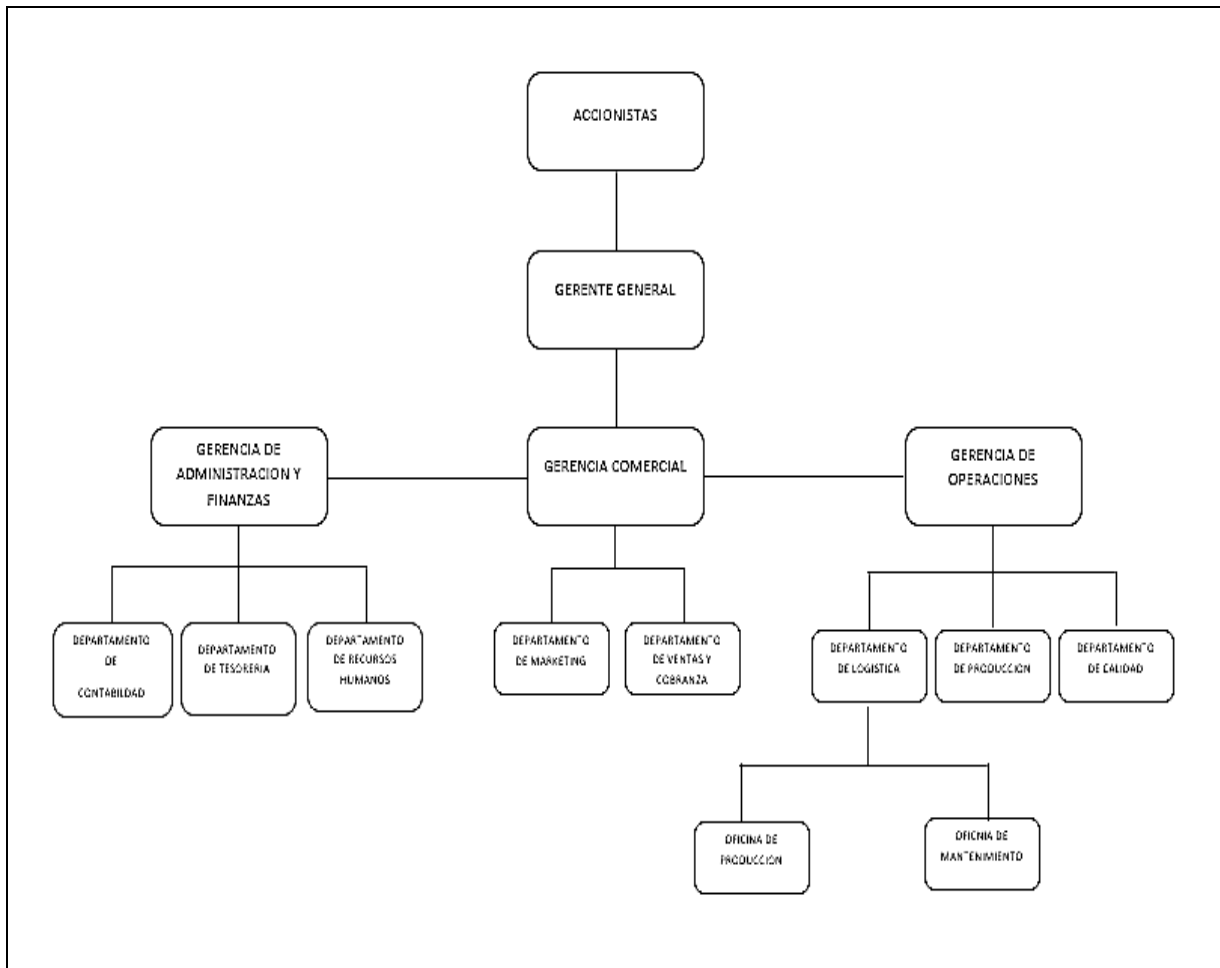 ACCIONISTAS
GERENTE GENERAL
GERENCIA DE
ADMINISTRACION Y
FINANZAS
GERENCIA COMERCIAL
GERENCIA DE
OPERACIONES
DEPARTAMENTO
DE
CONTABILDAD
DEPARTAMENTO
DE TESORERIA
DEPARTAMENTO
DE RECURSOS
HUMANOS
DEPARTAMENTO
DE MARKETING
DEPARTAMENTO
DE VENTAS Y
COBRANZA
DEPARTAMENTO
DE LOGISTICA
DEPARTAMENTO
DE PRODUCCION
DEPARTAMENTO
DE CALIDAD
OFICINA DE
PRODUCCION
OFICNIA DE
MANTENIMIENTO